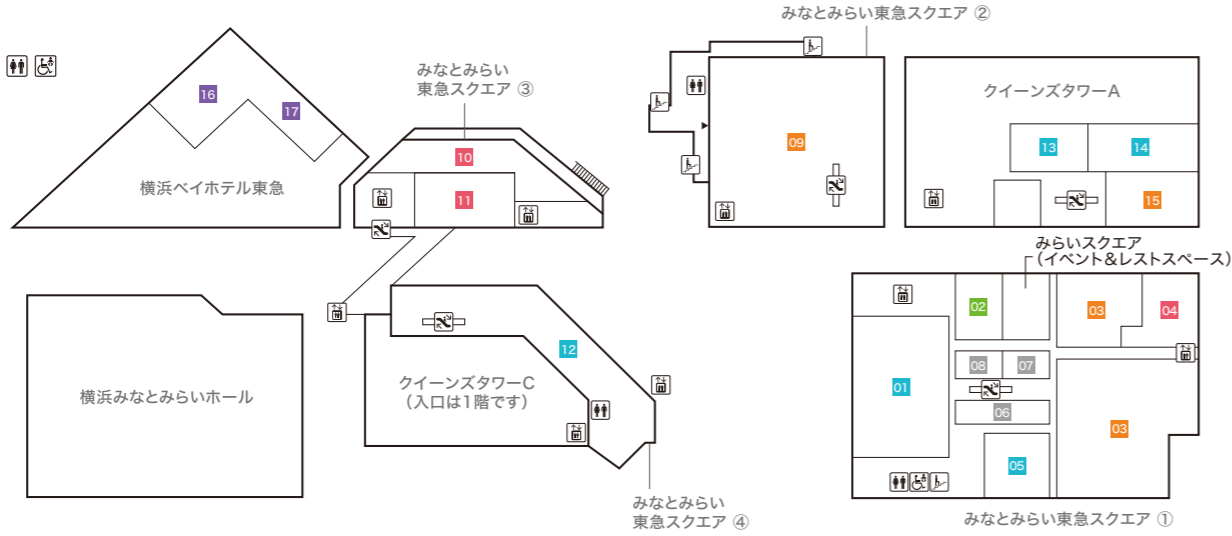 みなとみらい東急スクエア ②
みなとみらい
東急スクエア ③
クイーンズタワーA
16
17
10
11
09
13
14
15
横浜ベイホテル東急
みらいスクエア
(イベント&レストスペース)
02
03
04
12
08
07
01
06
03
05
横浜みなとみらいホール
クイーンズタワーC
(入口は1階です)
みなとみらい
東急スクエア ④
みなとみらい東急スクエア ①